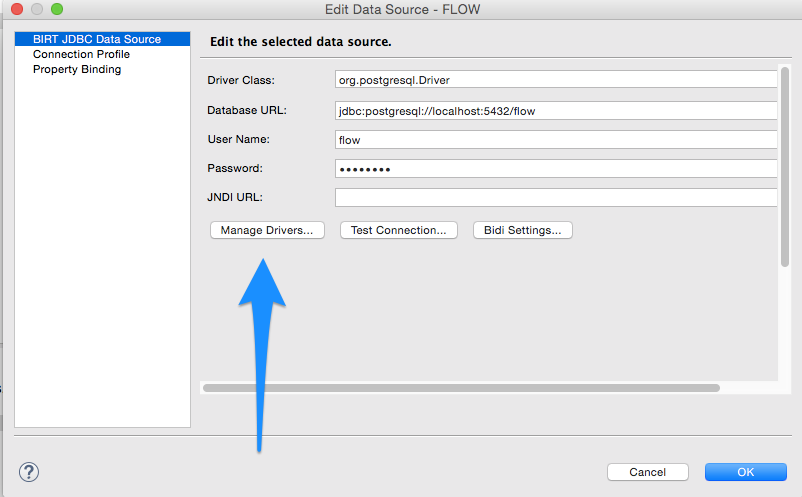 Edit Data Source - FLOW
BIRT JDBC Data Source
Connection Profile
Property Binding
Edit the selected data source.
Driver Class: org.postgresql.Driver
Database URL: jdbc:postgresql://localhost:5432/flow
User Name: flow
Password: ●●●●●●●●
JNDI URL:
Manage Drivers... Test Connection... Bidi Settings...
? Cancel OK